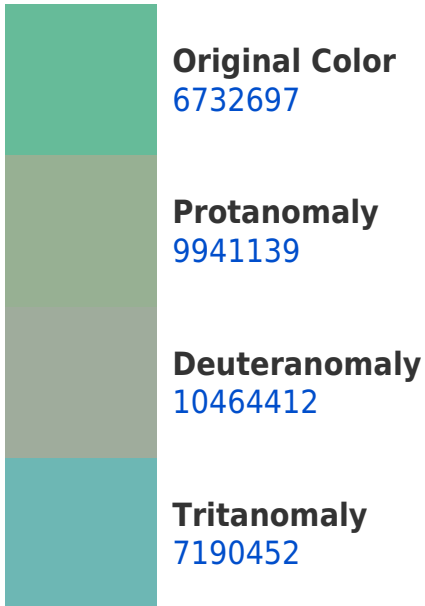 Original Color
6732697
Protanomaly
9941139
Deuteranomaly
10464412
Tritanomaly
7190452